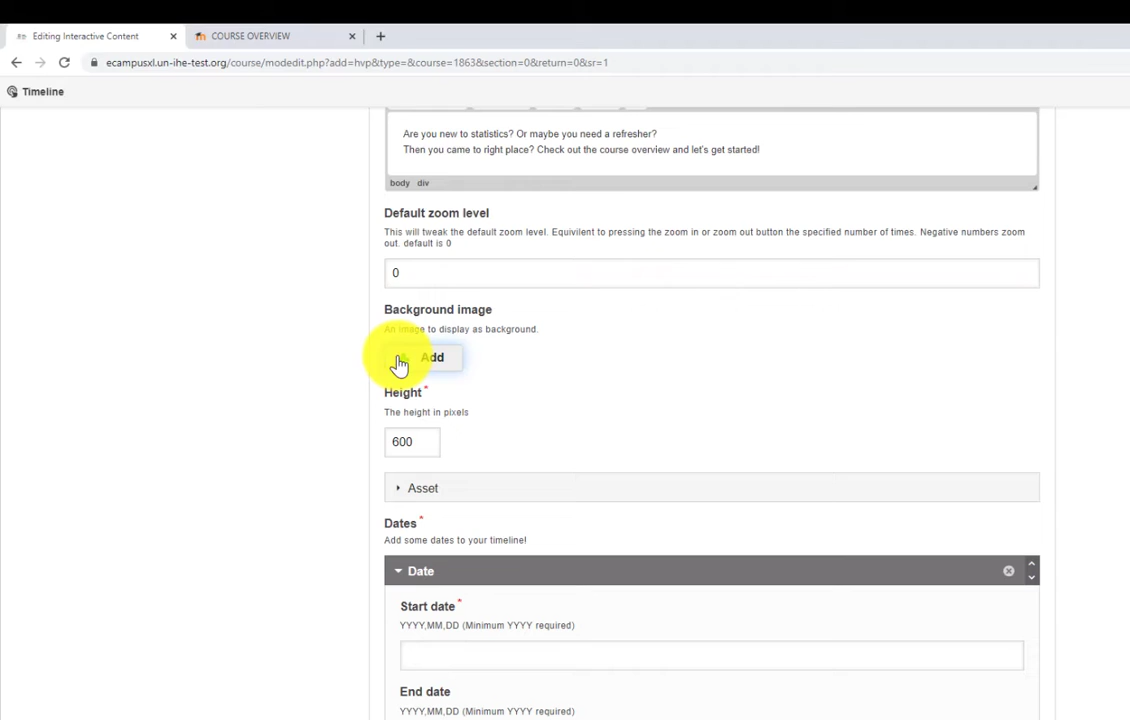 Editing Interactive Content
COURSE OVERVIEW
ecampusxl.un-ihe-test.org/course/modedit.php?add=hvp&type=&course=1863&section=0&return=0&sr=1
Timeline
Are you new to statistics? Or maybe you need a refresher?
Then you came to right place? Check out the course overview and let's get started!
body div
Default zoom level
This will tweak the default zoom level. Equivilent to pressing the zoom in or zoom out button the specified number of times. Negative numbers zoom
out. default is 0
0
Background image
An image to display as background.
Add
Height *
The height in pixels
600
Asset
Dates *
Add some dates to your timeline!
Date
Start date *
YYYY,MM,DD (Minimum YYYY required)
End date
YYYY,MM,DD (Minimum YYYY required)